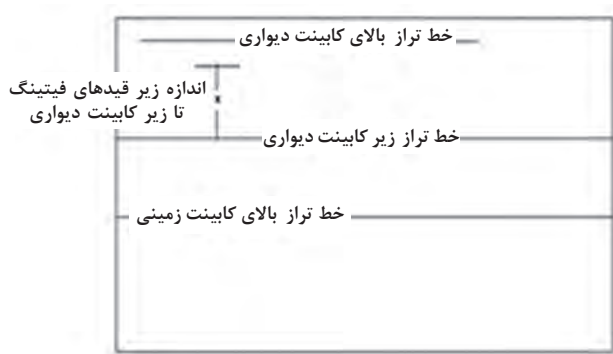 خط تراز بالای کابینت دیواری
اندازه زیر قیدهای فیتینگ
تا زیر کابینت دیواری
خط تراز زیر کابینت دیواری
خط تراز بالای کابینت زمینی